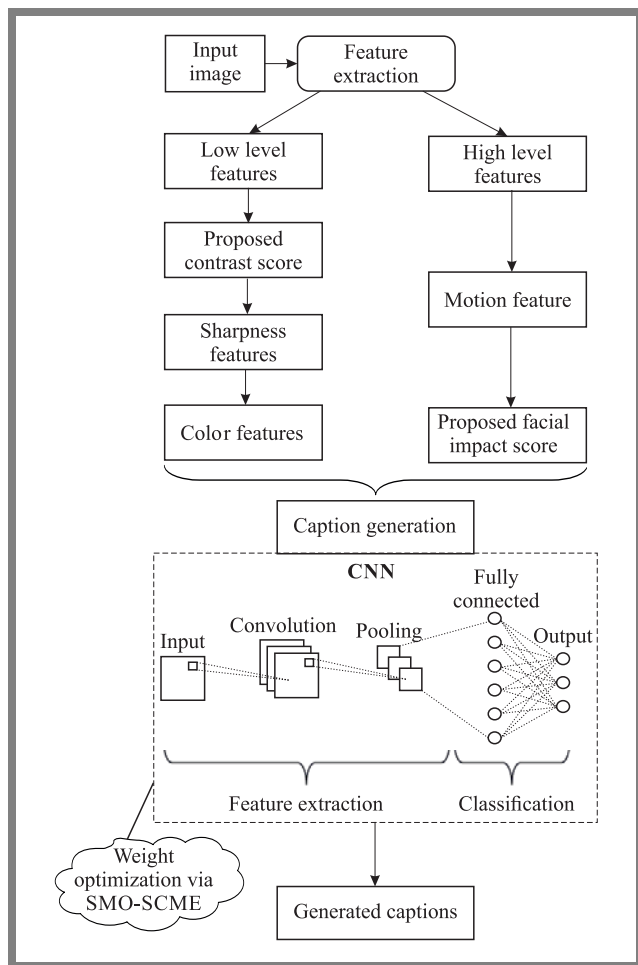 Input
image
Feature
extraction
Low level
features
High level
features
Proposed
contrast score
Motion feature
Sharpness
features
Color features
Proposed facial
impact score
Caption generation
CNN
Fully
connected
Input
Convolution
Pooling
Output
Feature extraction
Classification
Weight
optimization via
SMO-SCME
Generated captions